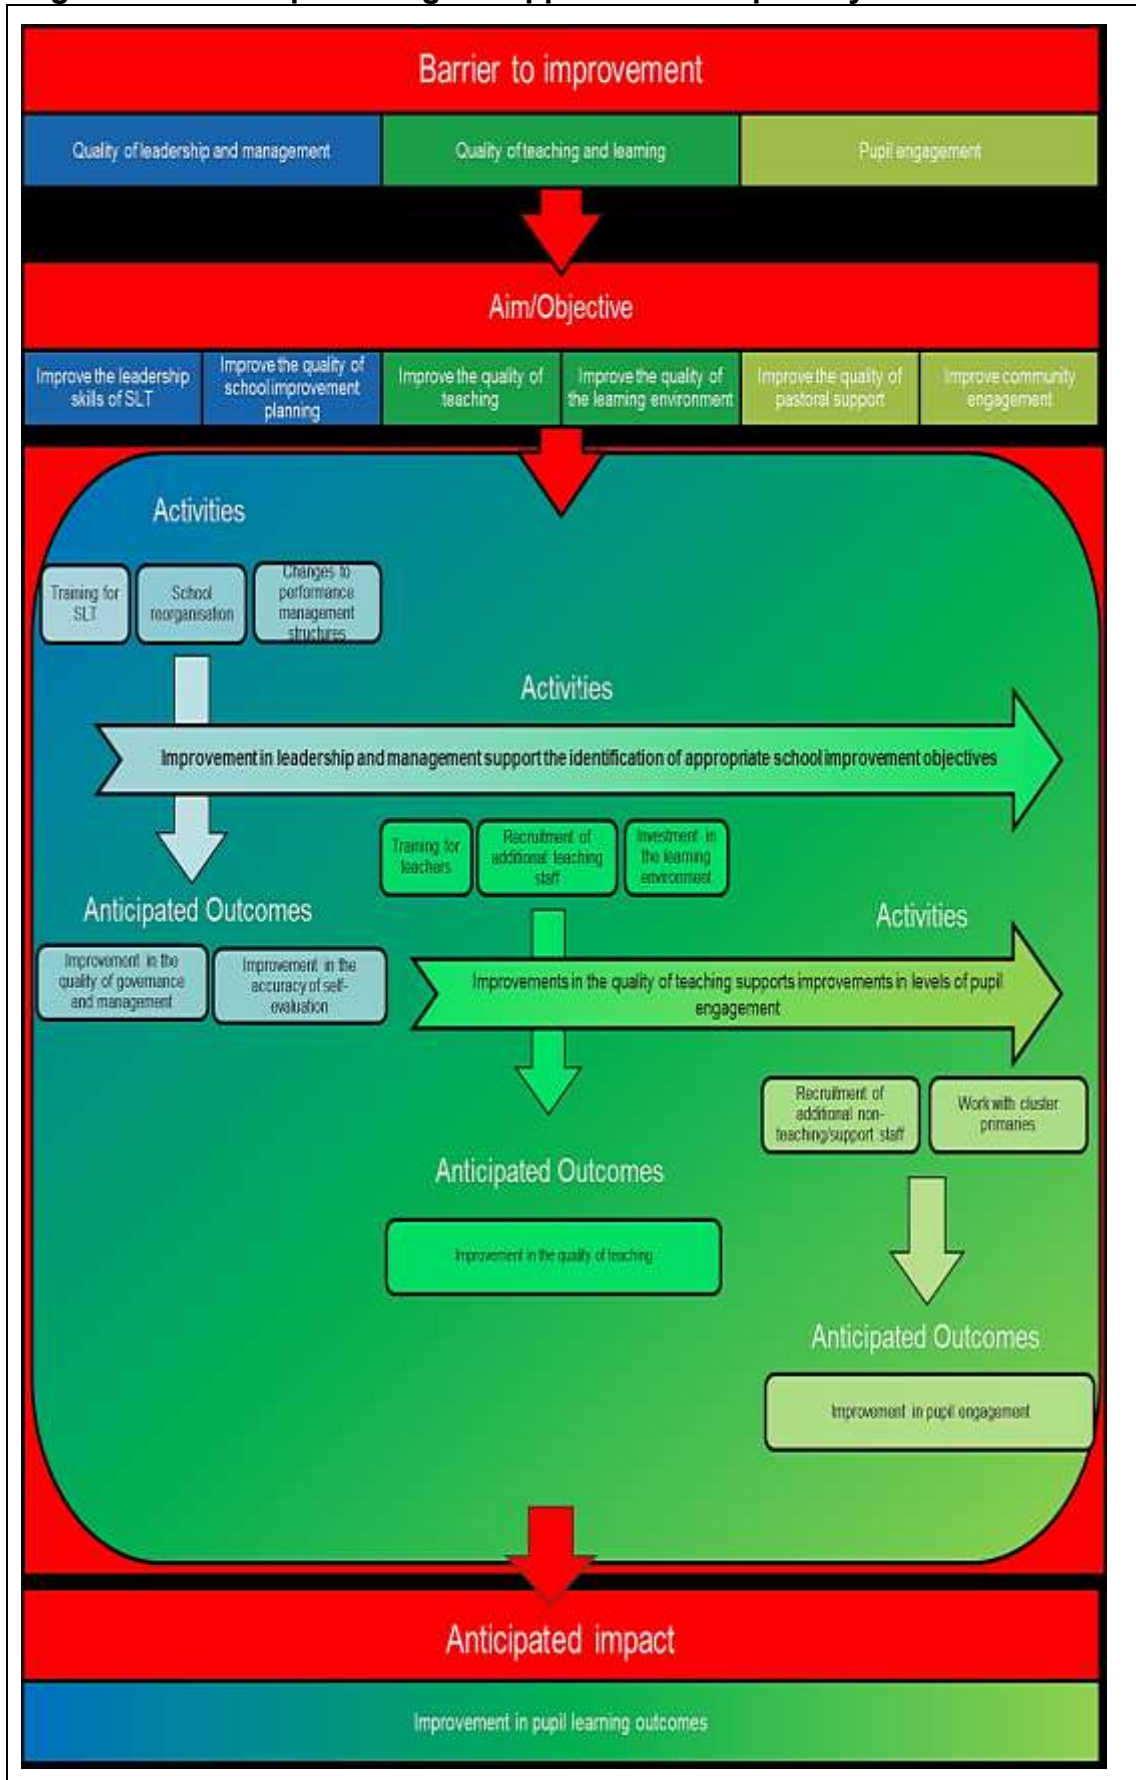 Barrier to improvement
Quality of leadership and management
Quality of teaching and learning
Pupil engagement
Aim/Objective
Improve the leadership
skills of SLT
Improve the quality of
school improvement
planning
Improve the quality of
teaching
Improve the quality of
the learning environment
Improve the quality of
pastoral support
Improve community
engagement
Activities
Training for
SLT
School
reorganisation
Changes to
performance
management
structures
Activities
Improvement in leadership and management support the identification of appropriate school improvement objectives
Training for
teachers
Recruitment of
additional teaching
staff
Investment in
the learning
environment
Anticipated Outcomes
Improvement in the
quality of governance
and management
Improvement in the
accuracy of self-
evaluation
Activities
Improvements in the quality of teaching supports improvements in levels of pupil
engagement
Recruitment of
additional non-
teaching/support staff
Work with cluster
primaries
Anticipated Outcomes
Improvement in the quality of teaching
Anticipated Outcomes
Improvement in pupil engagement
Anticipated impact
Improvement in pupil learning outcomes